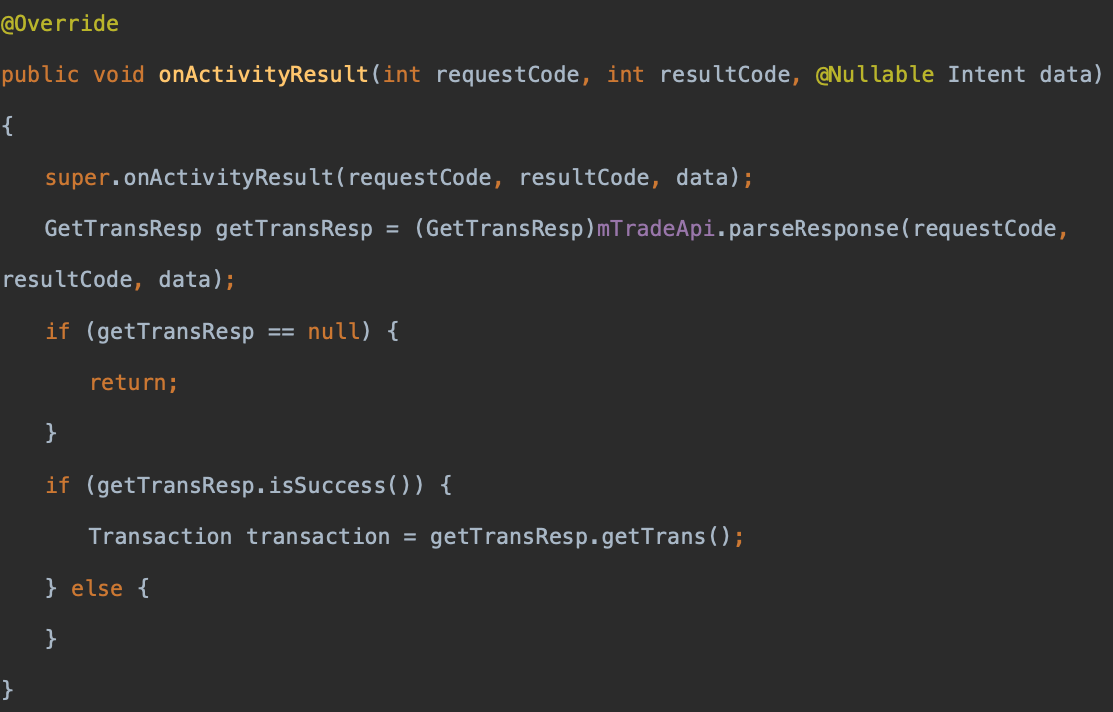 @Override
public void onActivityResult(int requestCode, int resultCode, @Nullable Intent data)
{
super.onActivityResult(requestCode, resultCode, data);
GetTransResp getTransResp = (GetTransResp)mTradeApi.parseResponse(requestCode,
resultCode, data);
if (getTransResp == null) {
return;
}
if (getTransResp.isSuccess()) {
Transaction transaction = getTransResp.getTrans();
} else {
}
}